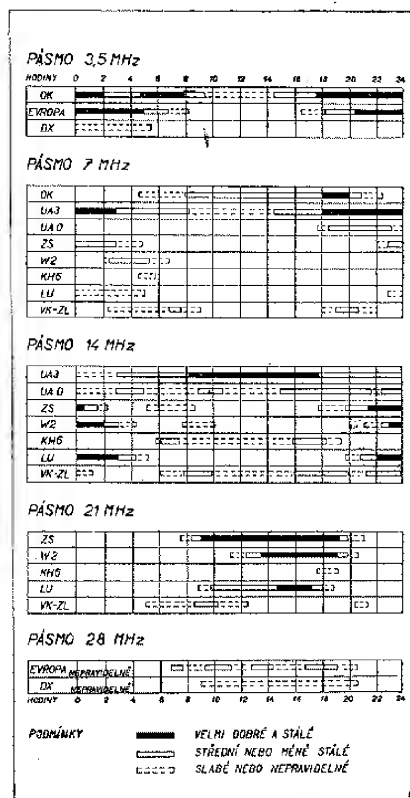 PÁSMO 3,5 MHz
HODINY 0 2 4 6 8 10 12 14 16 18 20 22 24
OK
EVROPA
DX
PÁSMO 7 MHz
OK
UA3
UA0
ZS
W2
KH6
LU
VK-ZL
PÁSMO 14 MHz
UA3
UA0
ZS
W2
KH6
LU
VK-ZL
PÁSMO 21 MHz
ZS
W2
KH6
LU
VK-ZL
PÁSMO 28 MHz
EVROPA NEPRAVIDELNĚ
DX NEPRAVIDELNĚ
HODINY 0 2 4 6 8 10 12 14 16 18 20 22 24
PODMÍNKY VELMI DOBRÉ A STÁLÉ
STŘEDNÍ NEBO MÉNĚ STÁLÉ
SLABÉ NEBO NEPRAVIDELNÉ